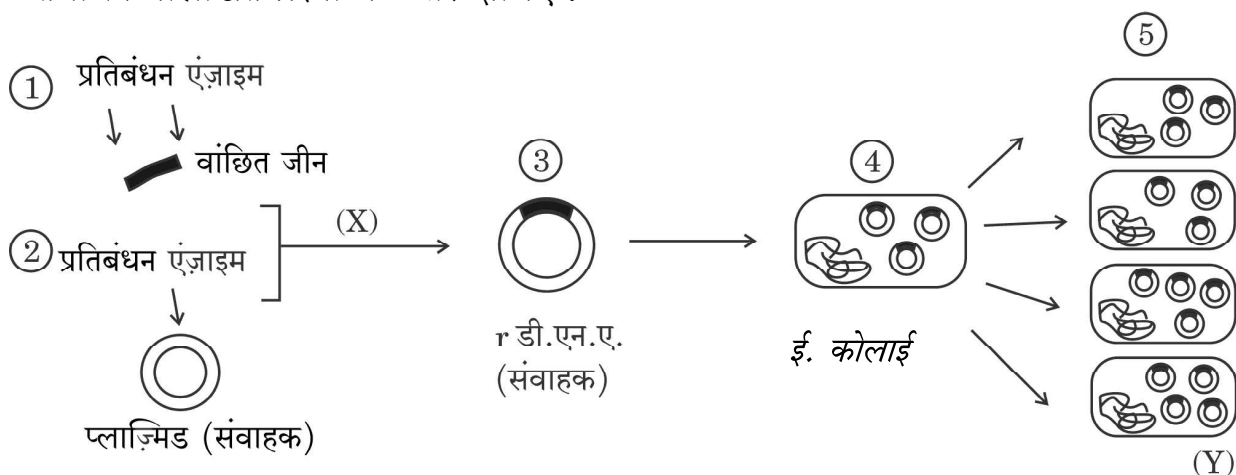 ①
प्रतिबंधन एंज़ाइम
वांछित जीन
②
प्रतिबंधन एंज़ाइम
प्लाज़्मिड (संवाहक)
(X)
③
r डी.एन.ए.
(संवाहक)
④
ई. कोलाई
⑤
(Y)